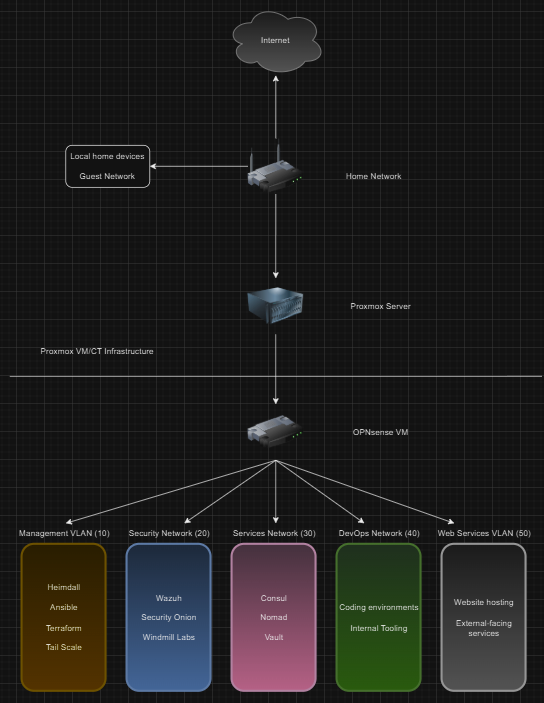 Internet
Local home devices
Guest Network
Home Network
Proxmox Server
Proxmox VM/CT Infrastructure
OPNsense VM
Management VLAN (10)
Security Network (20)
Services Network (30)
DevOps Network (40)
Web Services VLAN (50)
Heimdall
Ansible
Terraform
Tail Scale
Wazuh
Security Onion
Windmill Labs
Consul
Nomad
Vault
Coding environments
Internal Tooling
Website hosting
External-facing
services